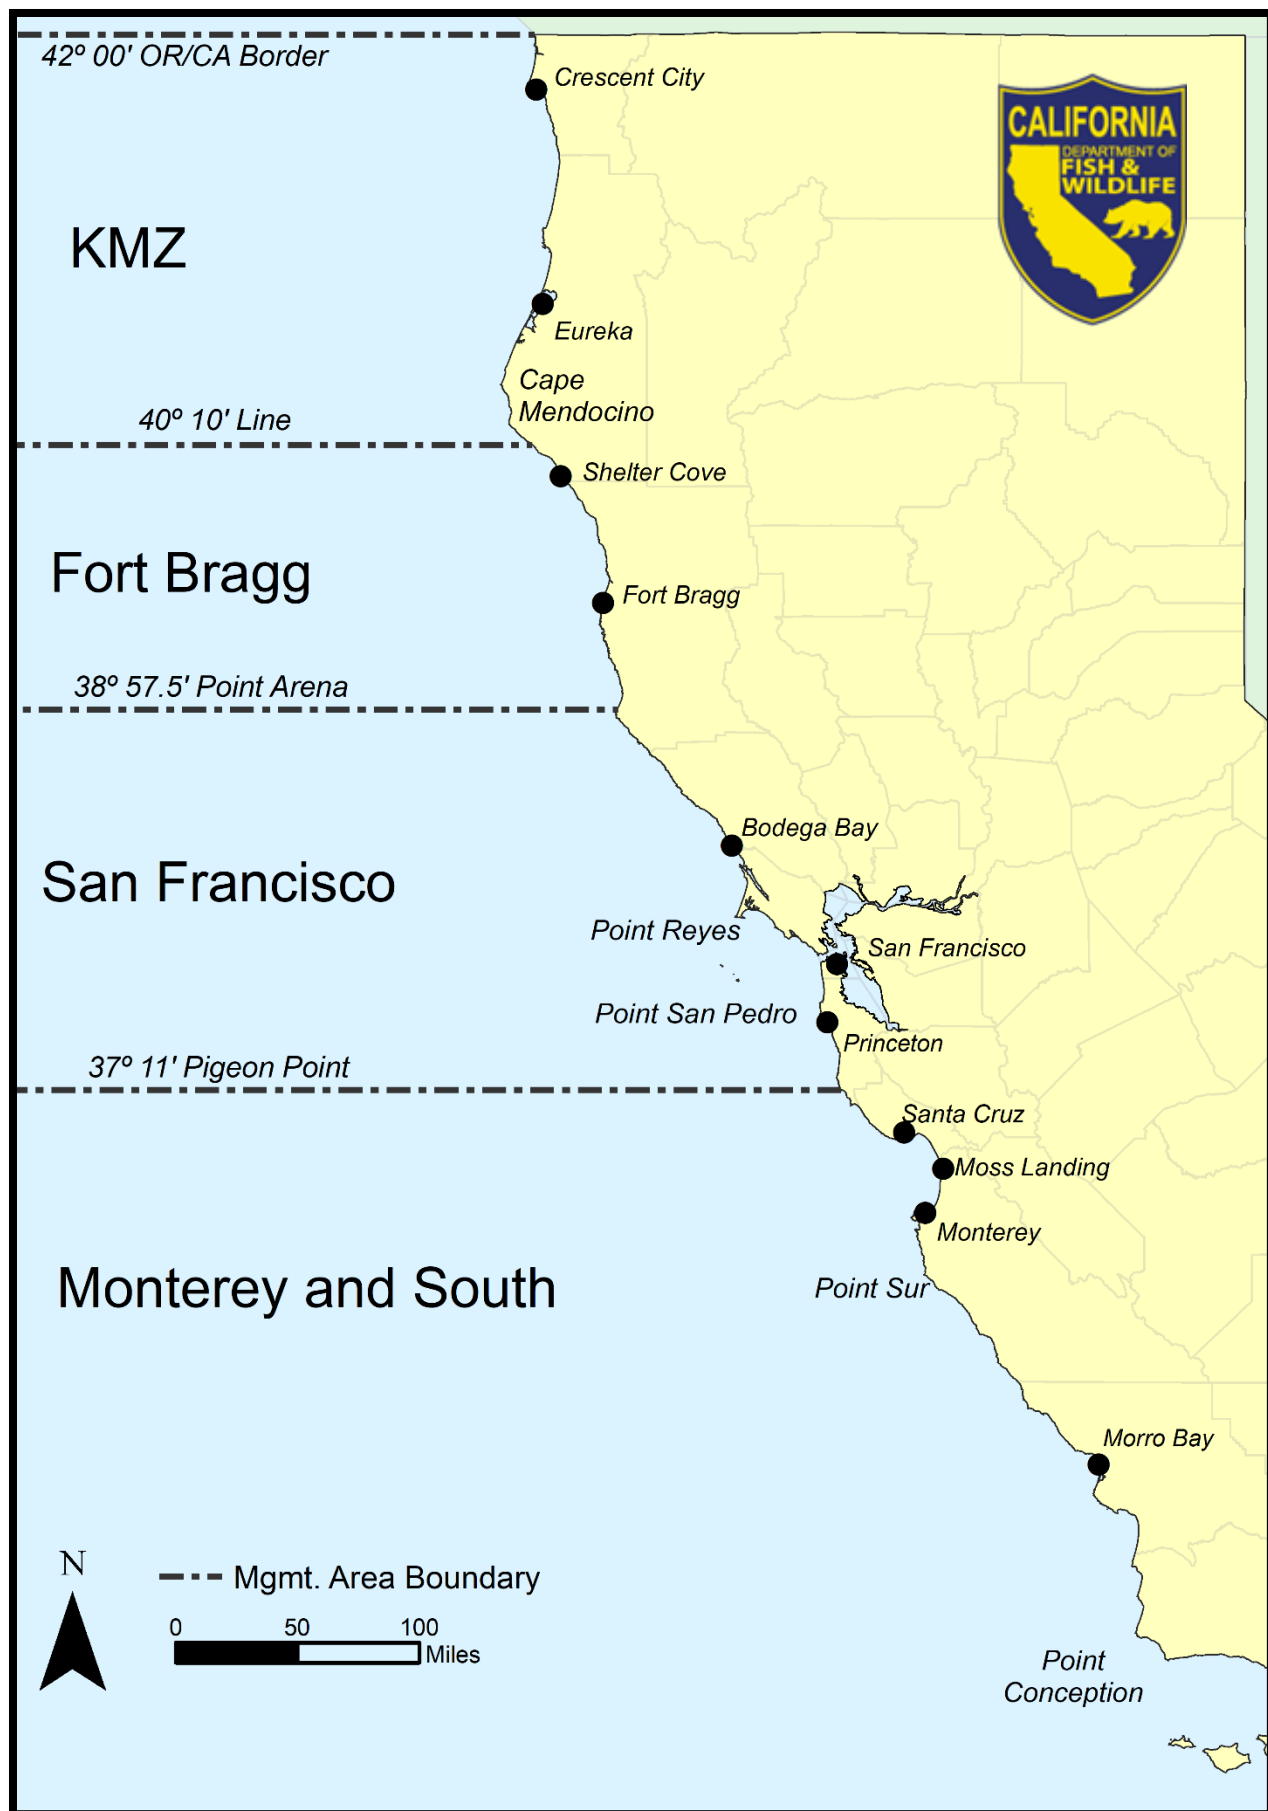 42º 00' OR/CA Border
Crescent City
CALIFORNIA
DEPARTMENT OF
FISH &
WILDLIFE
KMZ
Eureka
Cape
Mendocino
40º 10' Line
Shelter Cove
Fort Bragg
Fort Bragg
38º 57.5' Point Arena
Bodega Bay
San Francisco
Point Reyes
San Francisco
Point San Pedro
Princeton
37º 11' Pigeon Point
Santa Cruz
Moss Landing
Monterey
Monterey and South
Point Sur
Morro Bay
N
Mgmt. Area Boundary
0 50 100
Miles
Point
Conception